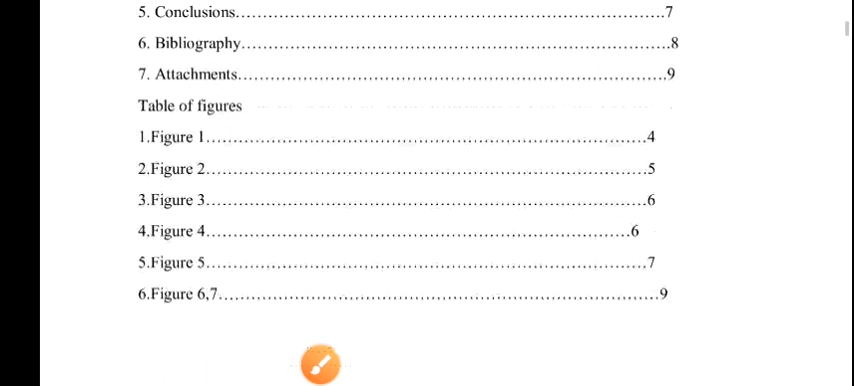 5. Conclusions.................................................................................7
6. Bibliography................................................................................8
7. Attachments................................................................................9
Table of figures
1.Figure 1...................................................................................4
2.Figure 2...................................................................................5
3.Figure 3...................................................................................6
4.Figure 4................................................................................6
5.Figure 5...................................................................................7
6.Figure 6,7...................................................................................9